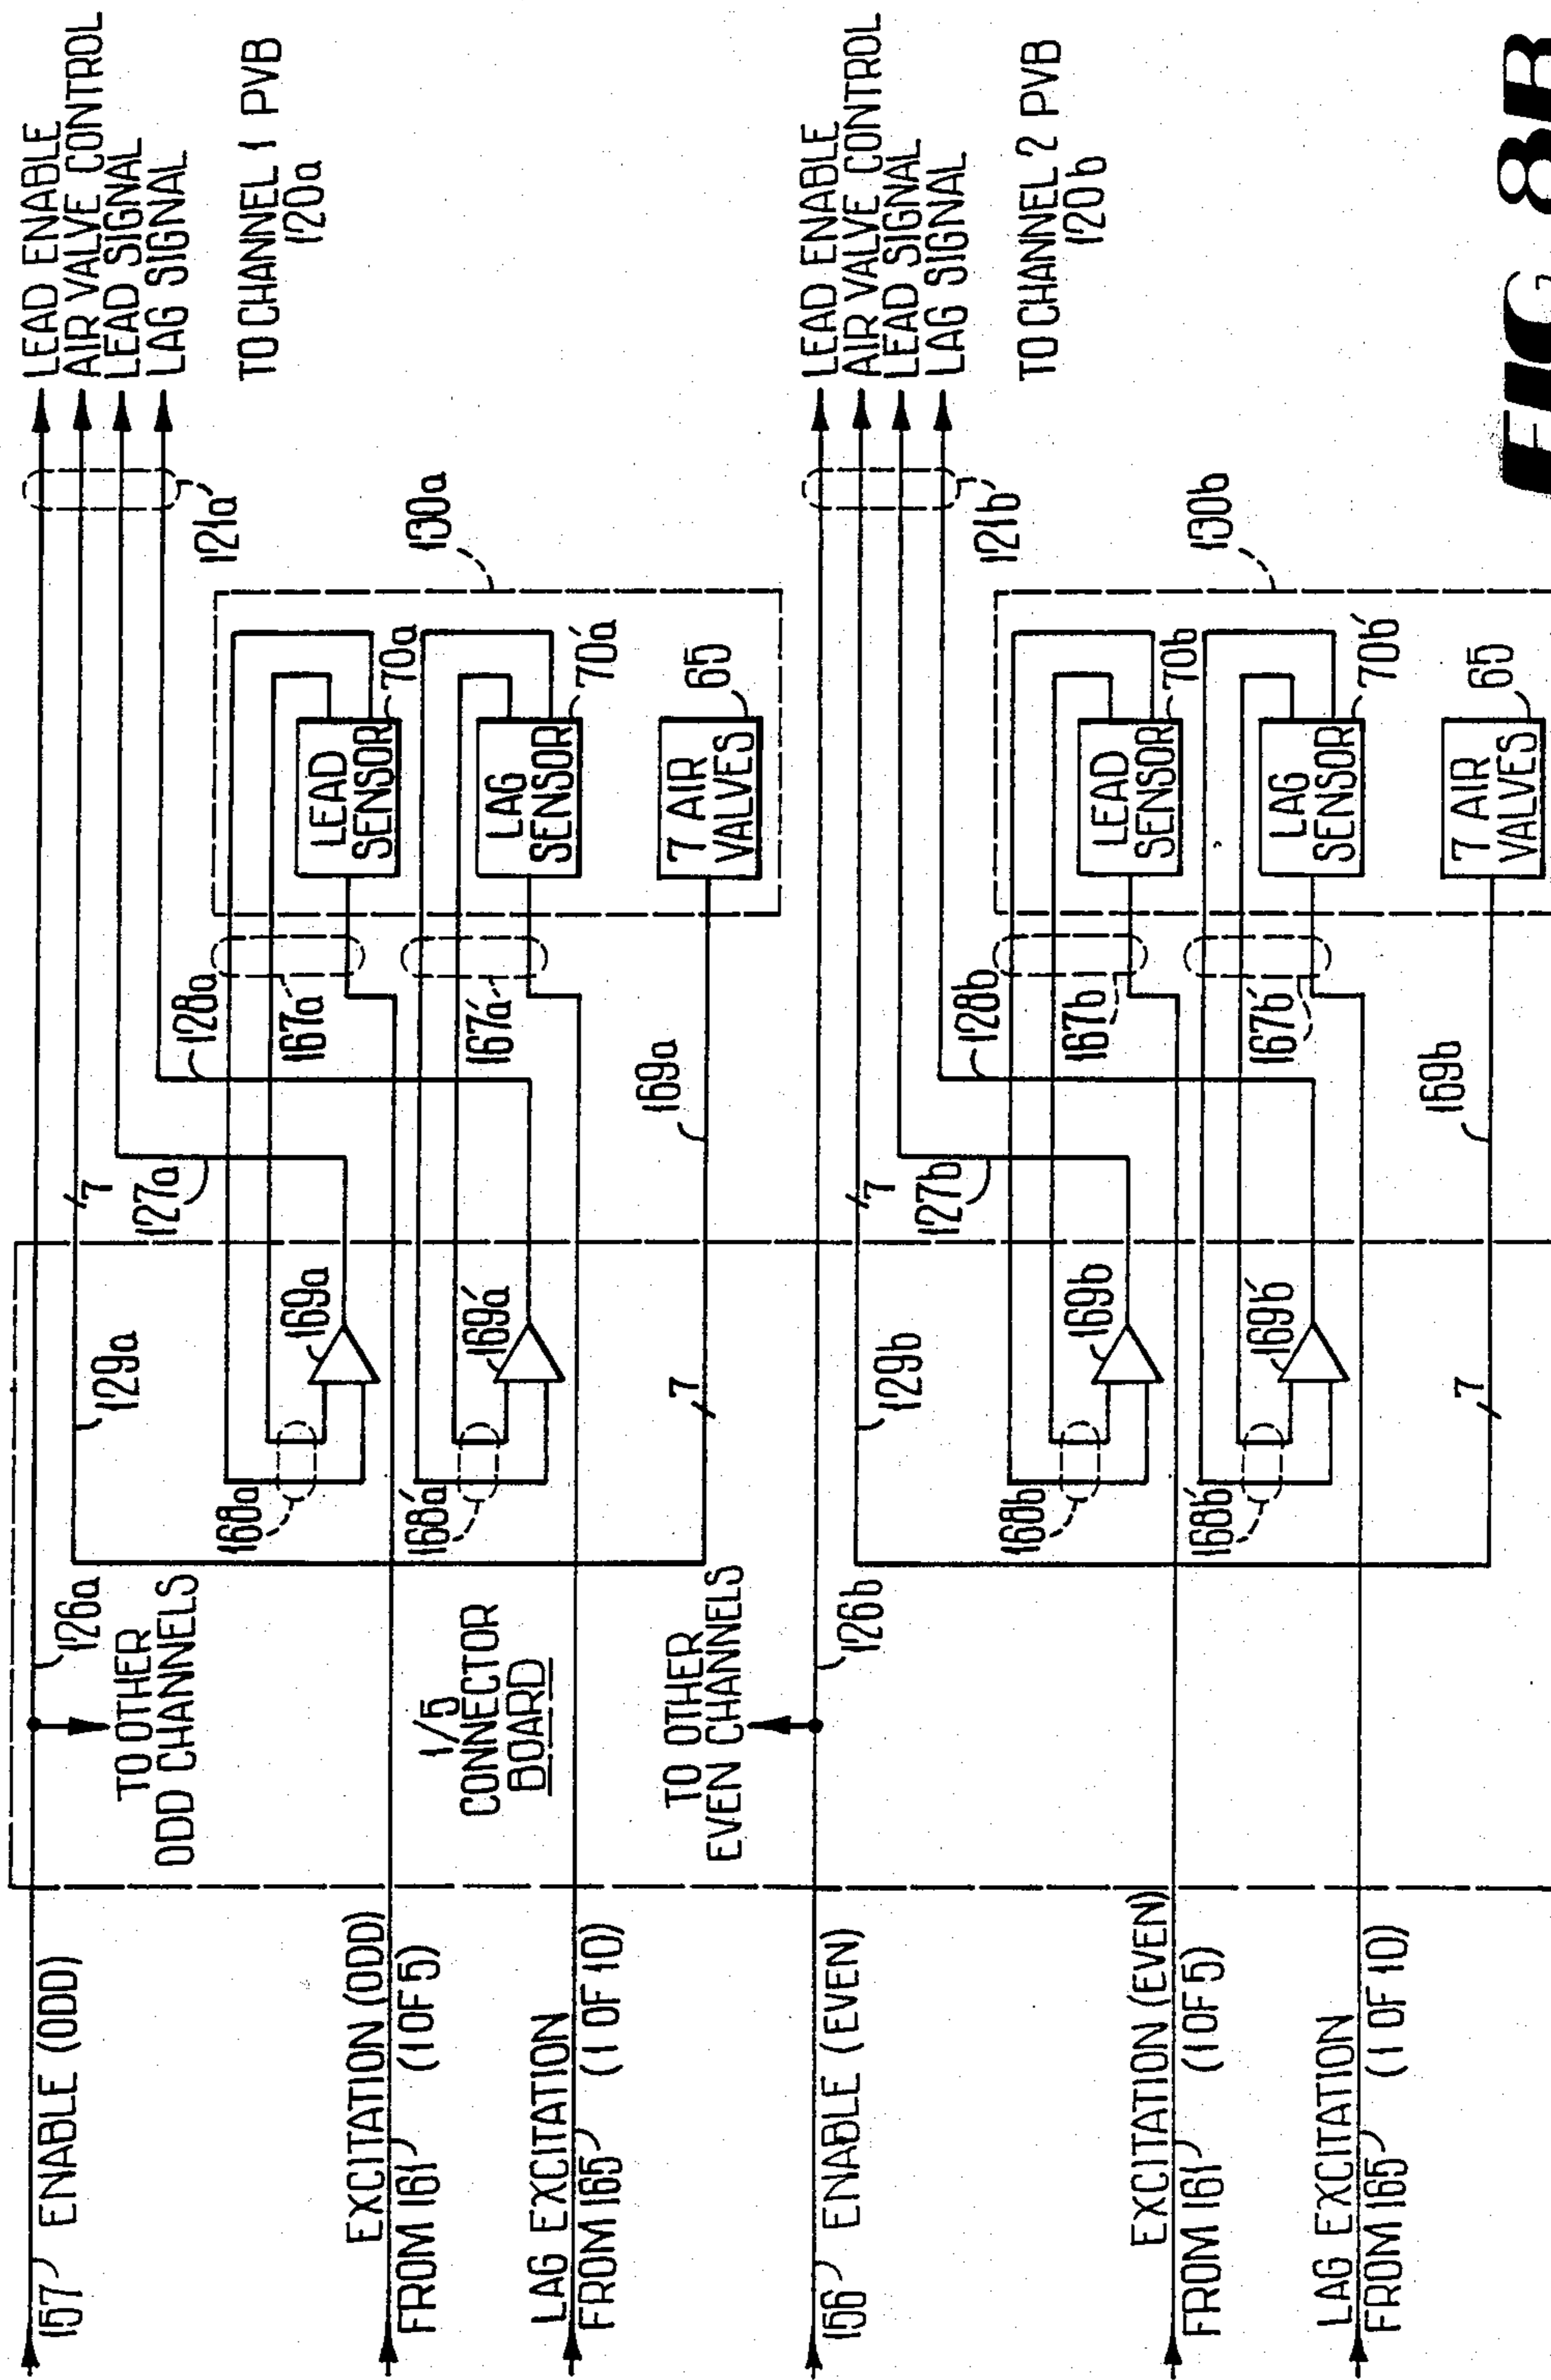 157 ENABLE (ODD)
EXCITATION (ODD)
FROM 161 (1 OF 5)
LAG EXCITATION
FROM 165 (1 OF 10)
156 ENABLE (EVEN)
EXCITATION (EVEN)
FROM 161 (1 OF 5)
LAG EXCITATION
FROM 165 (1 OF 10)
126a
TO OTHER
ODD CHANNELS
1/5
CONNECTOR
BOARD
TO OTHER
EVEN CHANNELS
126b
129a
168a
169a
168a'
169a'
7
129b
168b
169b
168b'
169b'
7
7
127a
128a
167a
167a'
169a
7
127b
128b
167b
167b'
169b
LEAD
SENSOR
70a
LAG
SENSOR
70a'
7 AIR
VALVES
65
130a
LEAD
SENSOR
70b
LAG
SENSOR
70b'
7 AIR
VALVES
65
130b
121a
121b
LEAD ENABLE
AIR VALVE CONTROL
LEAD SIGNAL
LAG SIGNAL
TO CHANNEL 1 PVB
120a
LEAD ENABLE
AIR VALVE CONTROL
LEAD SIGNAL
LAG SIGNAL
TO CHANNEL 2 PVB
120b
FIG 8B